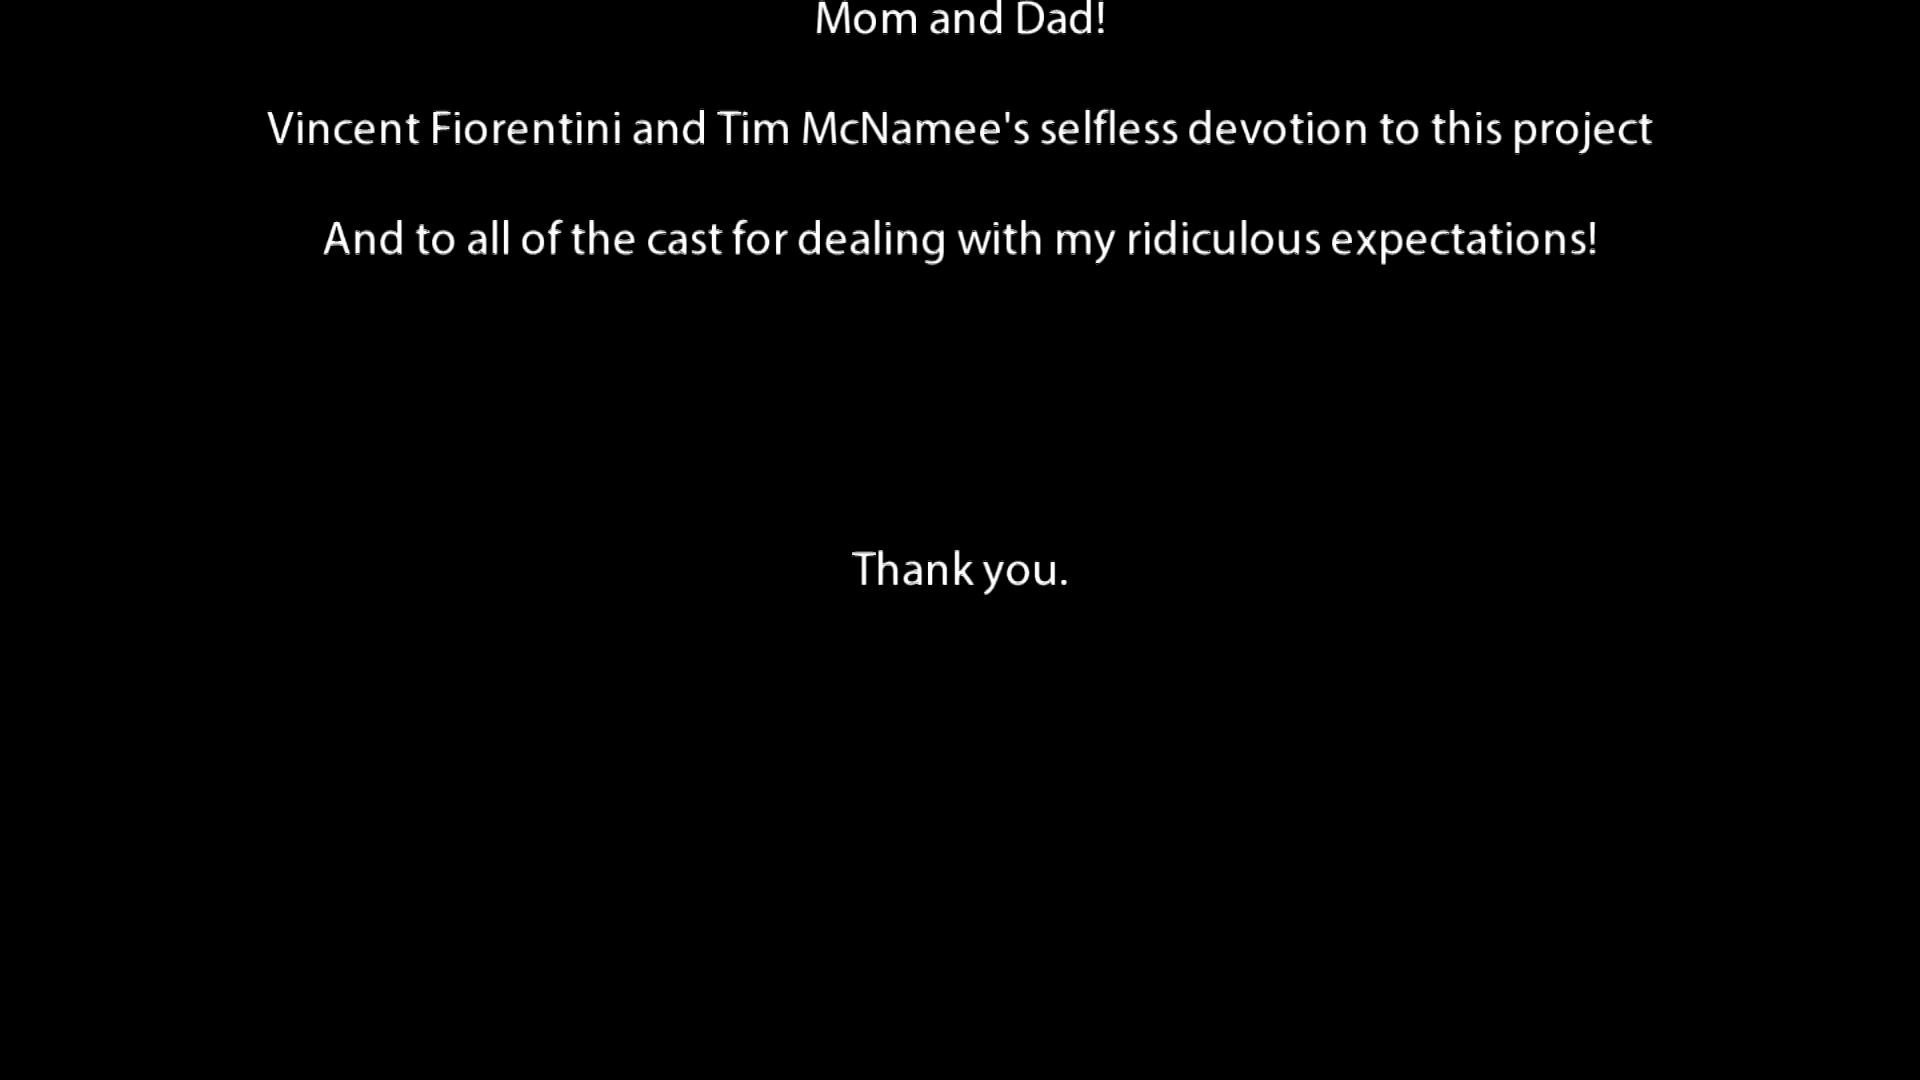 Mom and Dad!
Vincent Fiorentini and Tim McNamee's selfless devotion to this project
And to all of the cast for dealing with my ridiculous expectations!
Thank you.